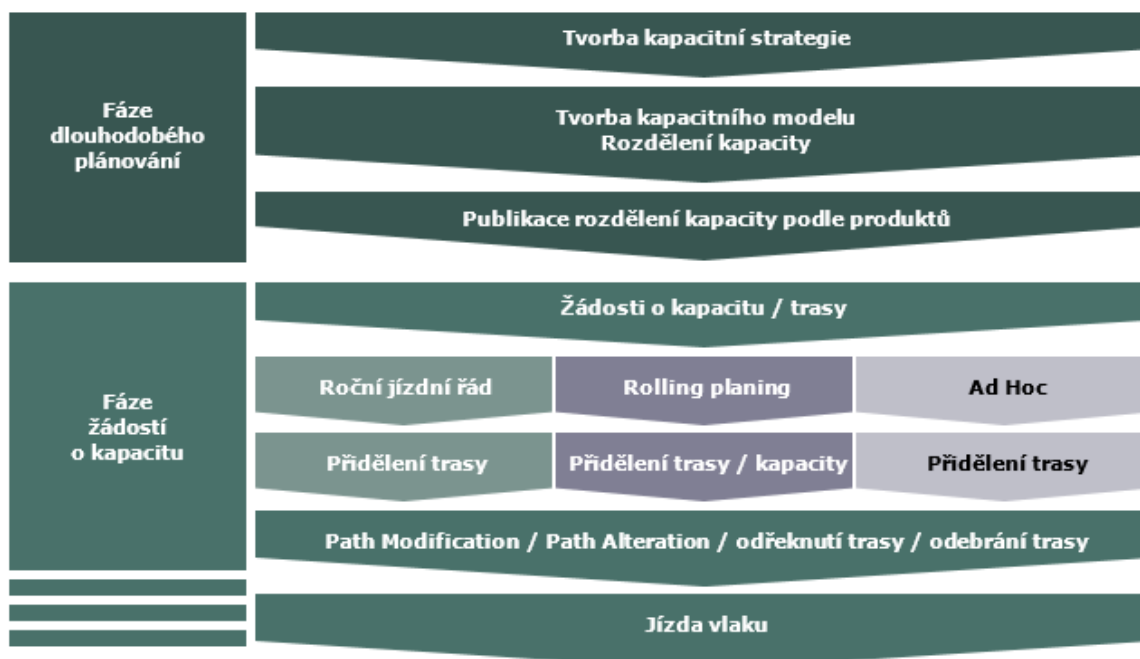 Fáze
dlouhodobého
plánování
Tvorba kapacitní strategie
Tvorba kapacitního modelu
Rozdělení kapacity
Publikace rozdělení kapacity podle produktů
Fáze
žádostí
o kapacitu
Žádosti o kapacitu / trasy
Roční jízdní řád
Rolling planing
Ad Hoc
Přidělení trasy
Přidělení trasy / kapacity
Přidělení trasy
Path Modification / Path Alteration / odřeknutí trasy / odebrání trasy
Jízda vlaku